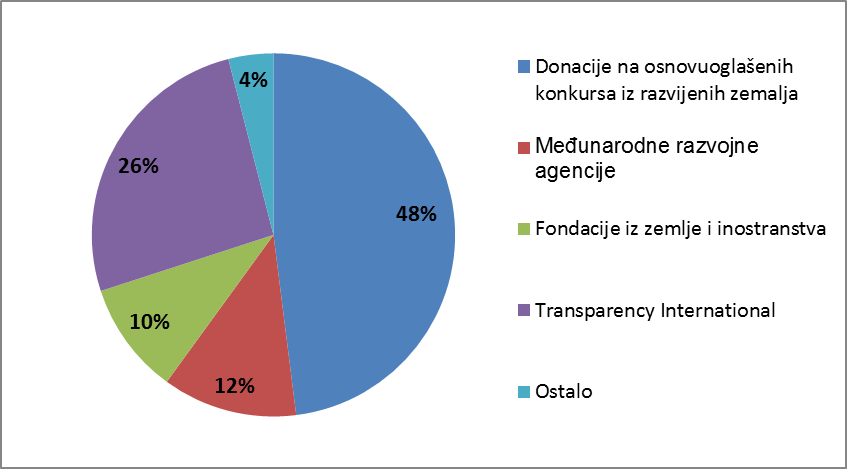 4%
26%
48%
10%
12%
Donacije na osnovuoglašenih
konkursa iz razvijenih zemalja
Međunarodne razvojne
agencije
Fondacije iz zemlje i inostranstva
Transparency International
Ostalo